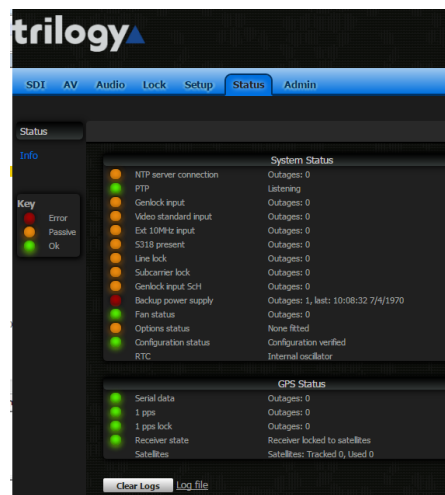 trilogy
SDI AV Audio Lock Setup Status Admin
Status
Info
Key
Error
Passive
Ok
System Status
NTP server connection Outages: 0
PTP Listening
Genlock input Outages: 0
Video standard input Outages: 0
Ext 10MHz input Outages: 0
S318 present Outages: 0
Line lock Outages: 0
Subcarrier lock Outages: 0
Genlock input ScH Outages: 0
Backup power supply Outages: 1, last: 10:08:32 7/4/1970
Fan status Outages: 0
Options status None fitted
Configuration status Configuration verified
RTC Internal oscillator
GPS Status
Serial data Outages: 0
1 pps Outages: 0
1 pps lock Outages: 0
Receiver state Receiver locked to satellites
Satellites Satellites: Tracked 0, Used 0
Clear Logs Log file